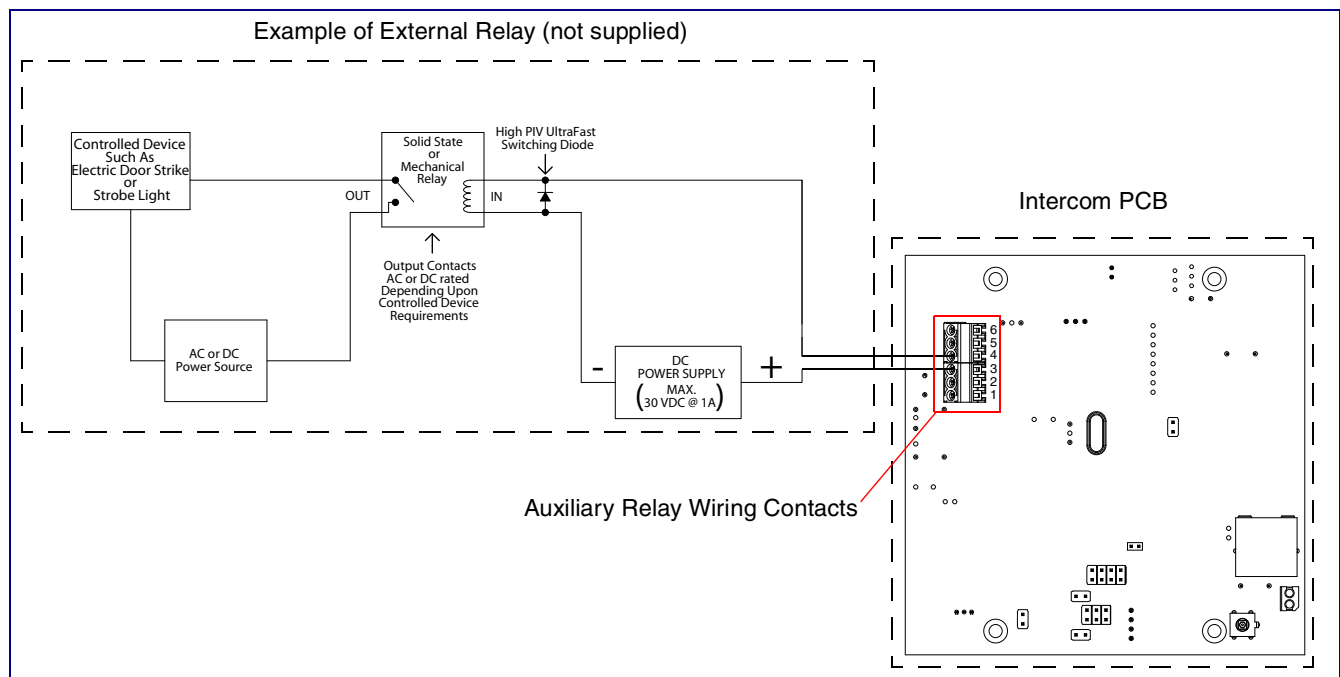 Example of External Relay (not supplied)
Controlled Device
Such As
Electric Door Strike
or
Strobe Light
OUT
Solid State
or
Mechanical
Relay
IN
High PIV UltraFast
Switching Diode
Output Contacts
AC or DC rated
Depending Upon
Controlled Device
Requirements
AC or DC
Power Source
-
DC
POWER SUPPLY
( MAX.
30 VDC @ 1A )
+
Intercom PCB
6
5
4
3
2
1
Auxiliary Relay Wiring Contacts